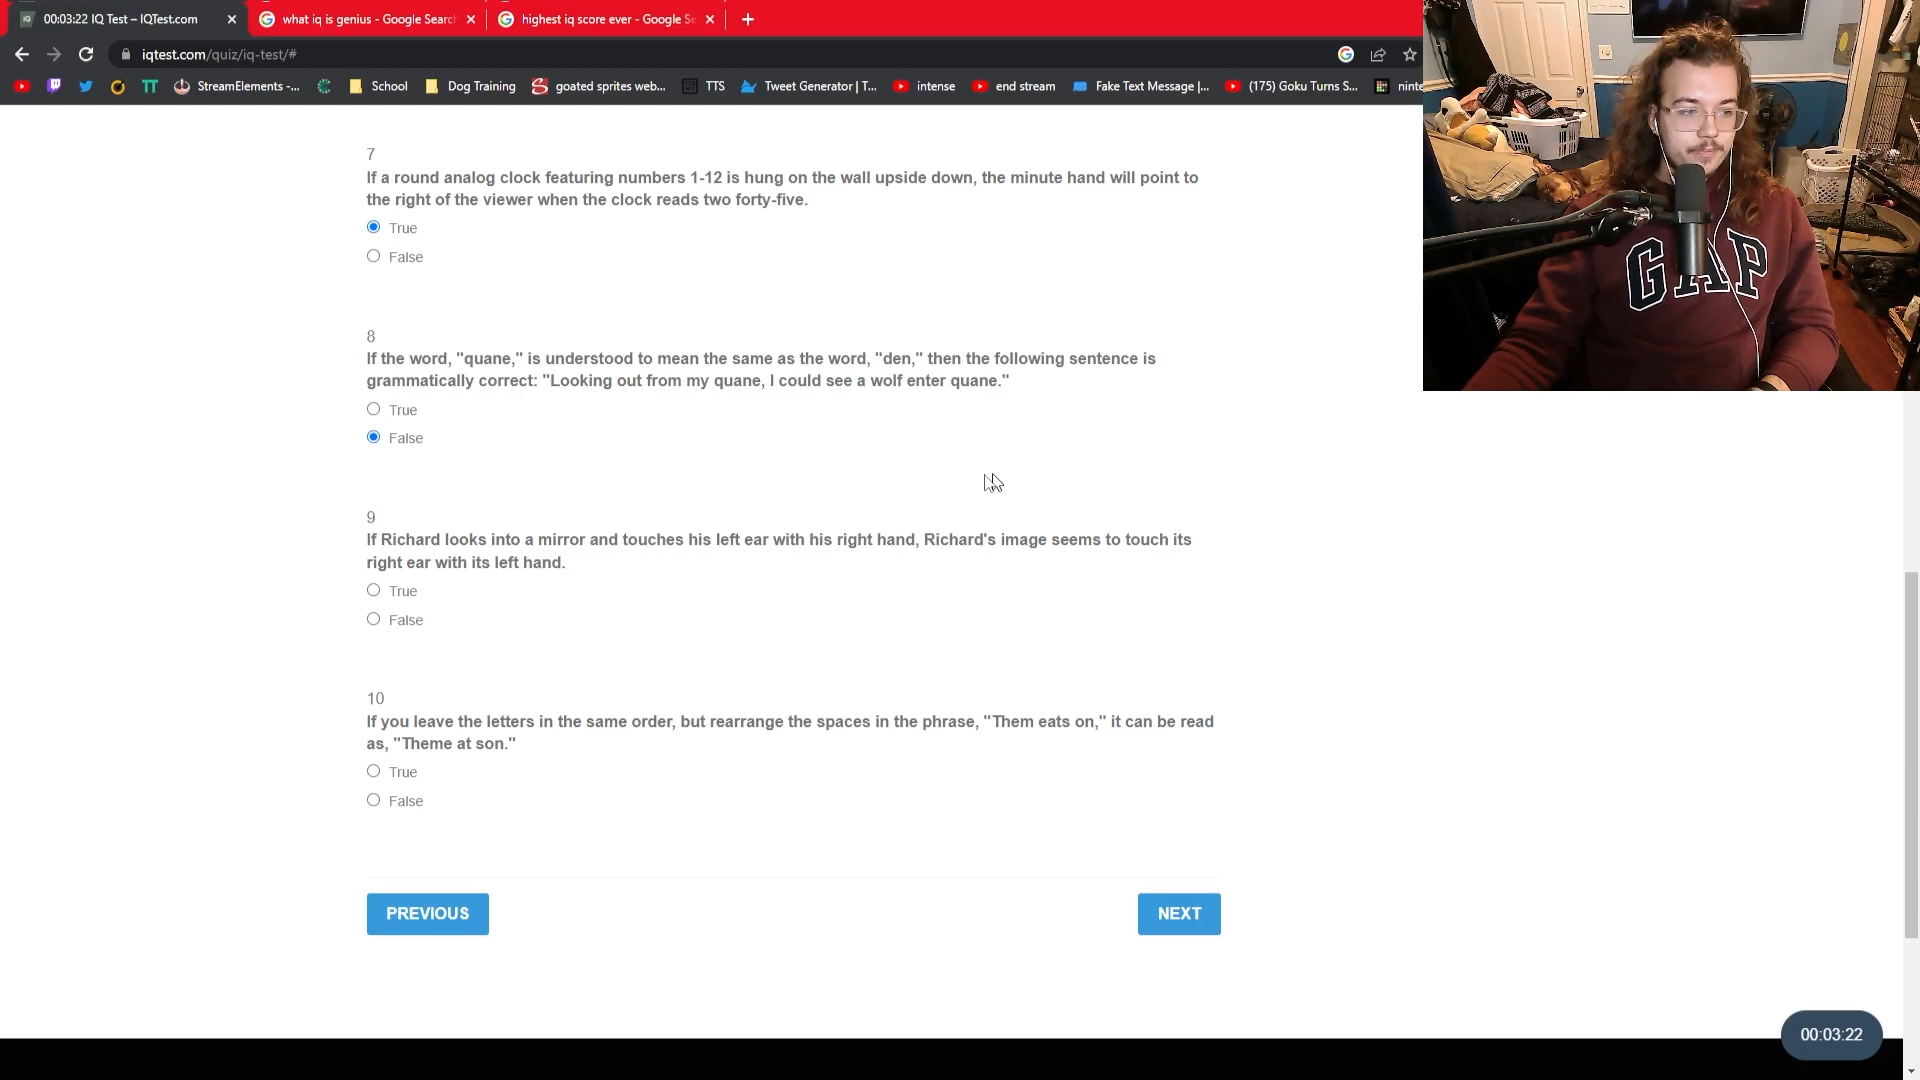 00:03:22 IQ Test – IQTest.com
what iq is genius - Google Search
highest iq score ever - Google Se
iqtest.com/quiz/iq-test/#
StreamElements -...
School
Dog Training
goated sprites web...
TTS
Tweet Generator | T...
intense
end stream
Fake Text Message |...
(175) Goku Turns S...
ninte
7
If a round analog clock featuring numbers 1-12 is hung on the wall upside down, the minute hand will point to
the right of the viewer when the clock reads two forty-five.
True
False
8
If the word, "quane," is understood to mean the same as the word, "den," then the following sentence is
grammatically correct: "Looking out from my quane, I could see a wolf enter quane."
True
False
9
If Richard looks into a mirror and touches his left ear with his right hand, Richard's image seems to touch its
right ear with its left hand.
True
False
10
If you leave the letters in the same order, but rearrange the spaces in the phrase, "Them eats on," it can be read
as, "Theme at son."
True
False
PREVIOUS
NEXT
00:03:22
GAP